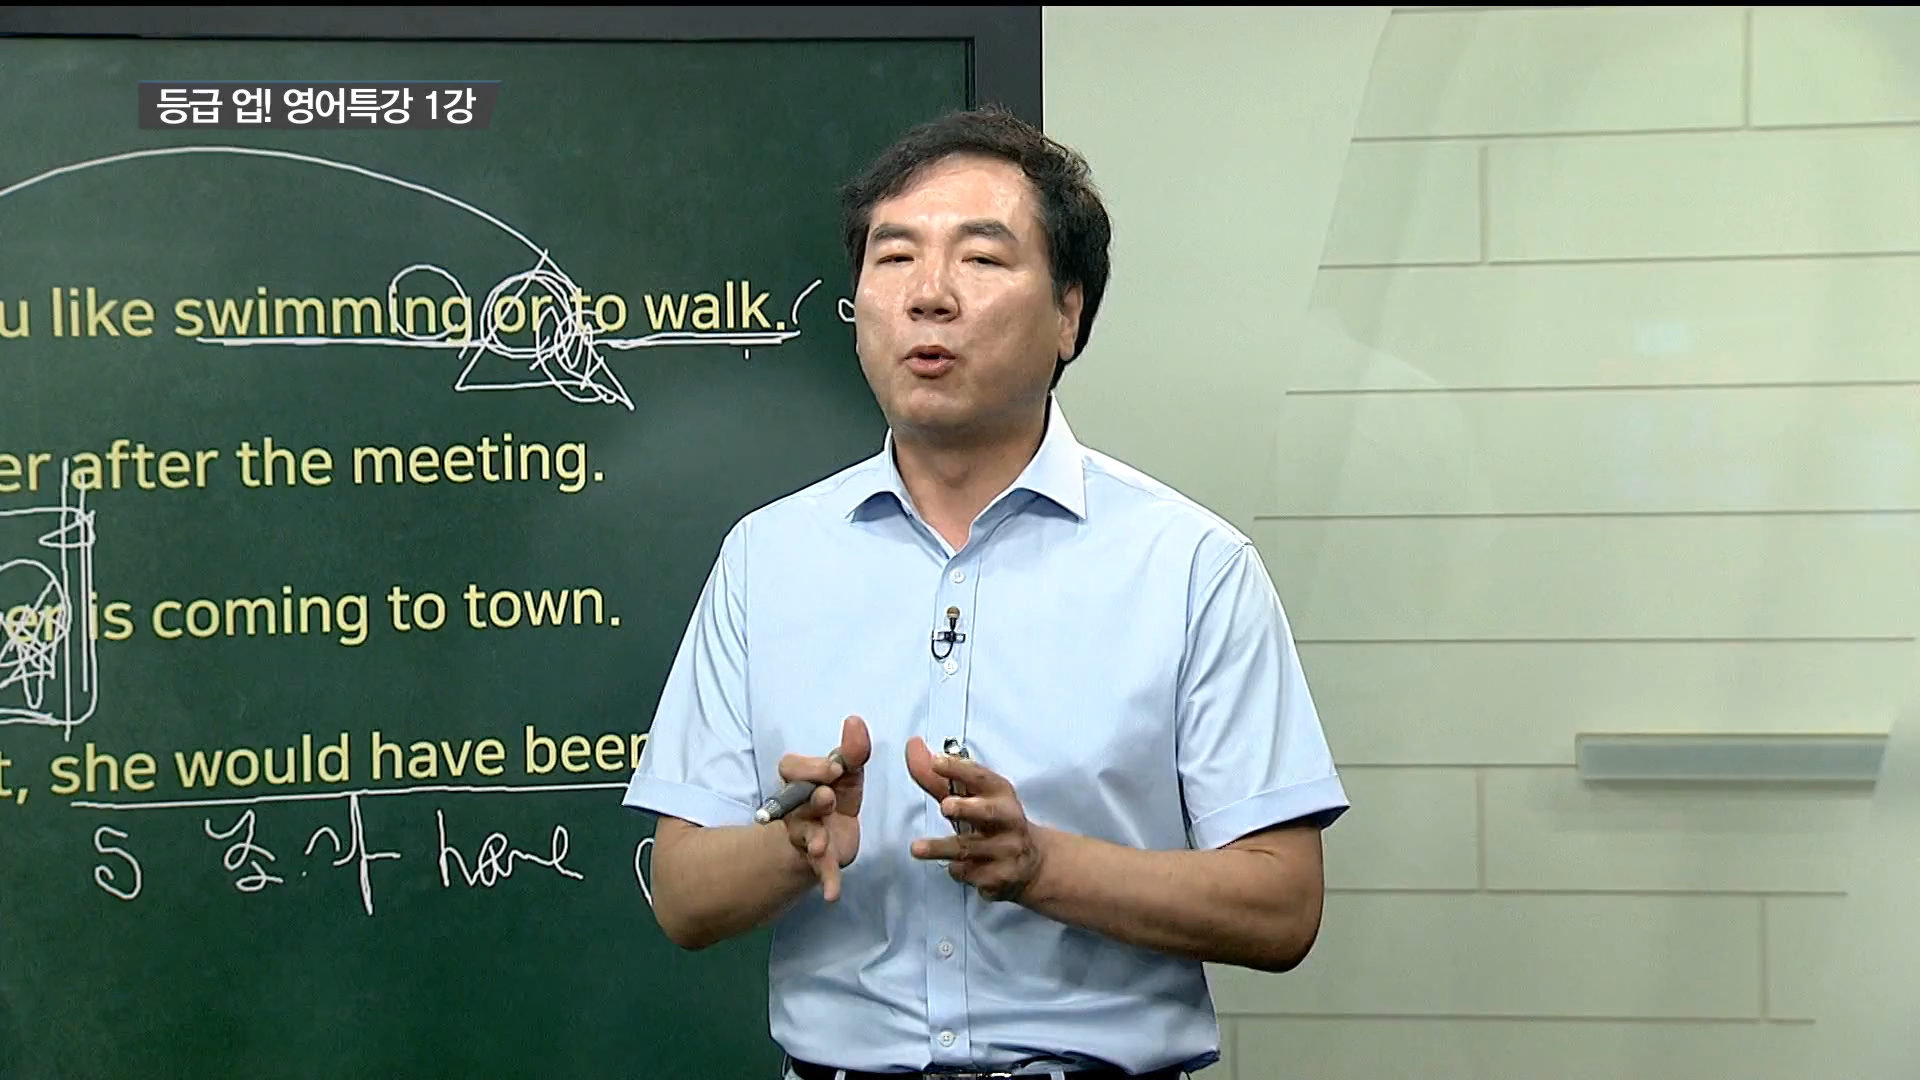 등급 업! 영어특강 1강
u like swimming or to walk.
er after the meeting.
er is coming to town.
t, she would have been
S 조.과 have